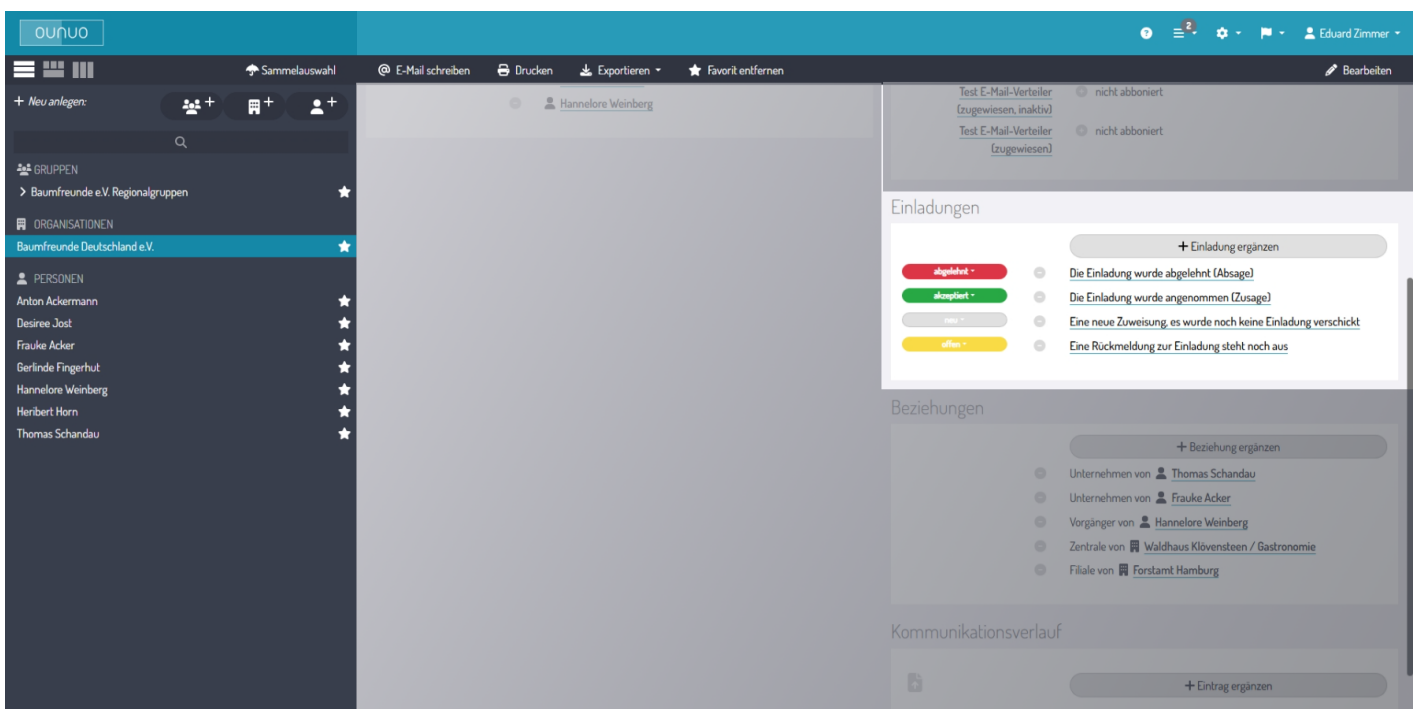 ounuo
2
Eduard Zimmer
Sammelauswahl
E-Mail schreiben
Drucken
Exportieren
Favorit entfernen
Bearbeiten
+ Neu anlegen:
+
+
+
GRUPPEN
Baumfreunde e.V. Regionalgruppen
ORGANISATIONEN
Baumfreunde Deutschland e.V.
PERSONEN
Anton Ackermann
Desiree Jost
Frauke Acker
Gerlinde Fingerhut
Hannelore Weinberg
Heribert Horn
Thomas Schandau
Hannelore Weinberg
Test E-Mail-Verteiler nicht abboniert
(zugewiesen, inaktiv)
Test E-Mail-Verteiler nicht abboniert
(zugewiesen)
Einladungen
+ Einladung ergänzen
abgelehnt Die Einladung wurde abgelehnt (Absage)
akzeptiert Die Einladung wurde angenommen (Zusage)
neu Eine neue Zuweisung, es wurde noch keine Einladung verschickt
offen Eine Rückmeldung zur Einladung steht noch aus
Beziehungen
+ Beziehung ergänzen
Unternehmen von Thomas Schandau
Unternehmen von Frauke Acker
Vorgänger von Hannelore Weinberg
Zentrale von Waldhaus Klövensteen / Gastronomie
Filiale von Forstamt Hamburg
Kommunikationsverlauf
+ Eintrag ergänzen